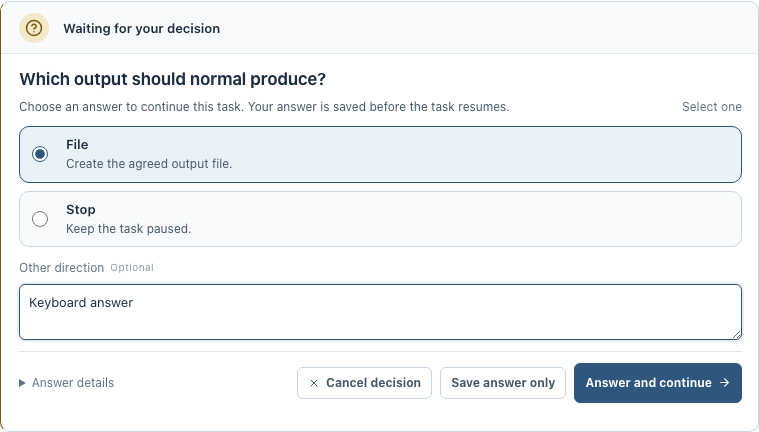 Waiting for your decision
Which output should normal produce?
Choose an answer to continue this task. Your answer is saved before the task resumes.
Select one
File
Create the agreed output file.
Stop
Keep the task paused.
Other direction Optional
Keyboard answer
Answer details
Cancel decision
Save answer only
Answer and continue